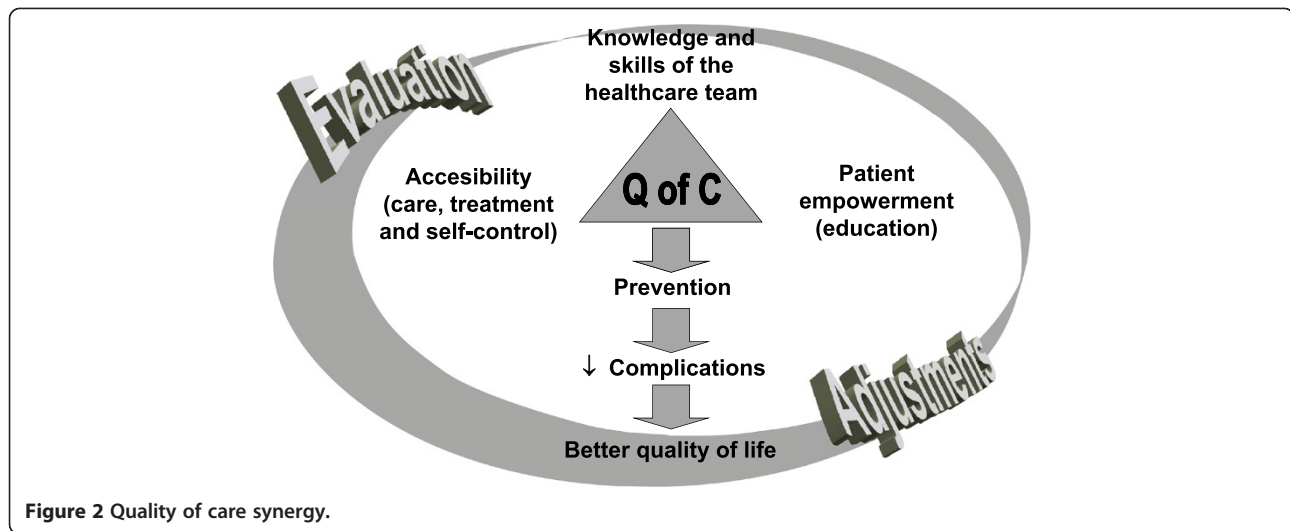 Evaluation
Knowledge and
skills of the
healthcare team
Accesibility
(care, treatment
and self-control)
Q of C
Patient
empowerment
(education)
Prevention
↓ Complications
Adjustments
Better quality of life
Figure 2 Quality of care synergy.